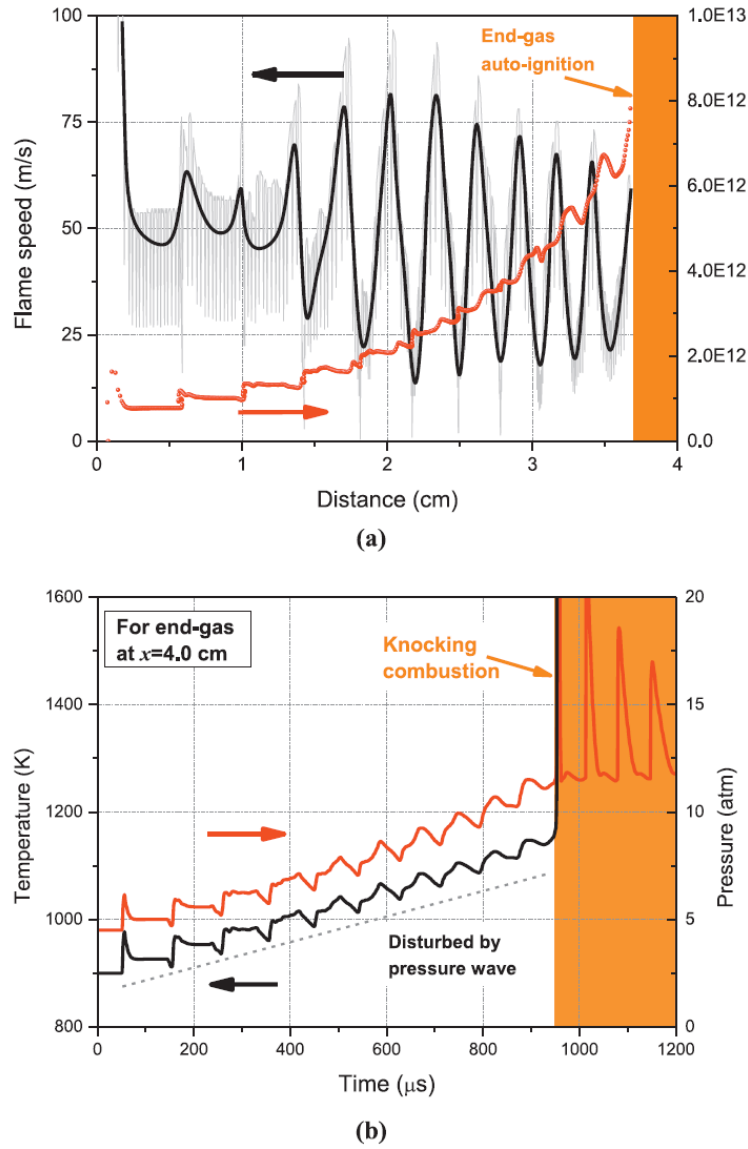 100
75
50
25
0
Flame speed (m/s)
End-gas
auto-ignition
1.0E13
8.0E12
6.0E12
4.0E12
2.0E12
0.0
0 1 2 3 4
Distance (cm)
(a)
1600
1400
1200
1000
800
Temperature (K)
For end-gas
at x=4.0 cm
Knocking
combustion
Disturbed by
pressure wave
20
15
10
5
0
Pressure (atm)
0 200 400 600 800 1000 1200
Time (μs)
(b)